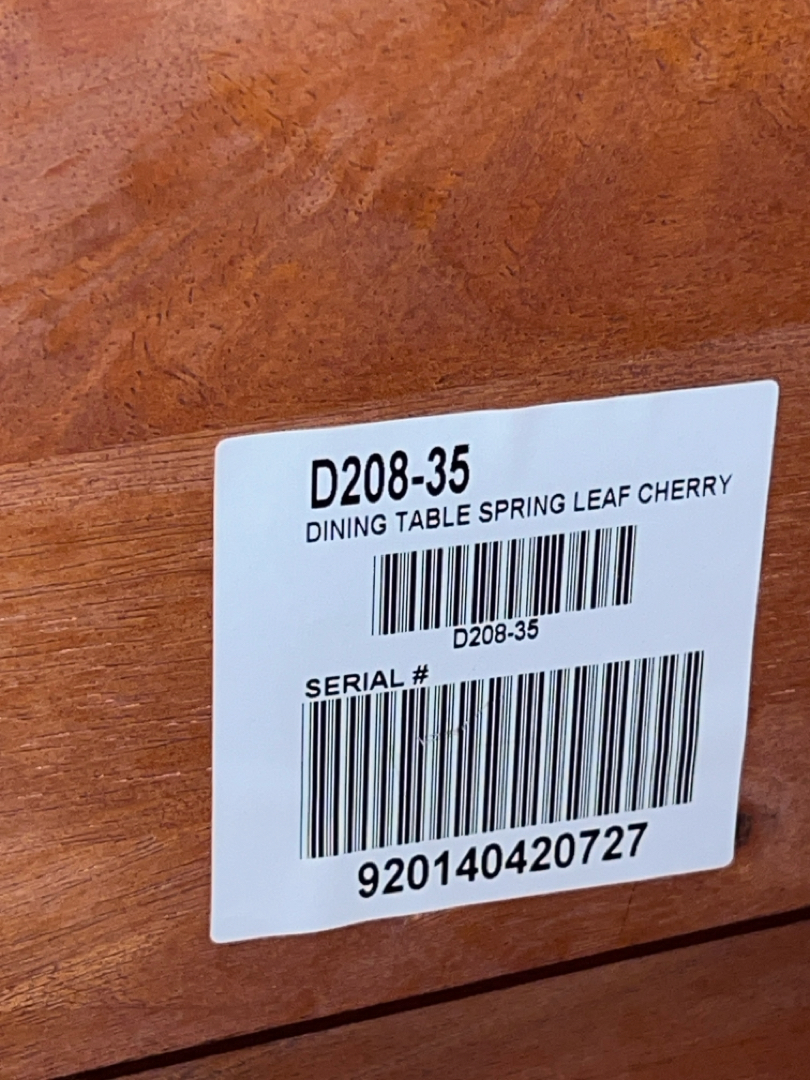 D208-35
DINING TABLE SPRING LEAF CHERRY
D208-35
SERIAL #
920140420727